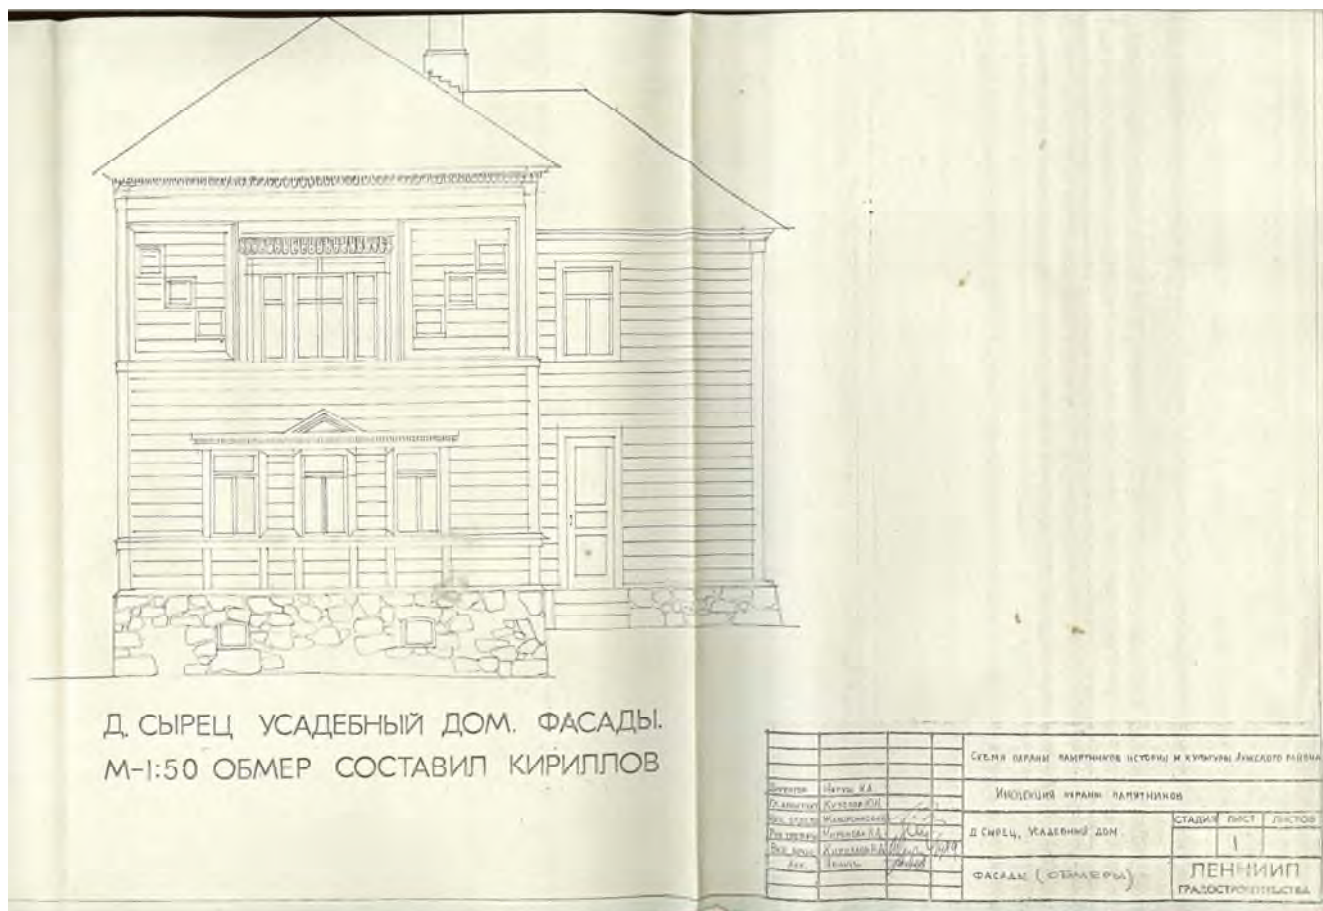 Д. СЫРЕЦ УСАДЕБНЫЙ ДОМ. ФАСАДЫ.
М-1:50 ОБМЕР СОСТАВИЛ КИРИЛЛОВ
СХЕМА ОХРАНЫ ПАМЯТНИКОВ ИСТОРИИ И КУЛЬТУРЫ ЛУЖСКОГО РАЙОНА
ИНСПЕКЦИЯ ОХРАНЫ ПАМЯТНИКОВ
Д СЫРЕЦ, УСАДЕБНЫЙ ДОМ
СТАДИЯ ЛИСТ ЛИСТОВ
1
ФАСАДЫ (ОБМЕРЫ)
ЛЕННИИП
ГРАДОСТРОИТЕЛЬСТВА